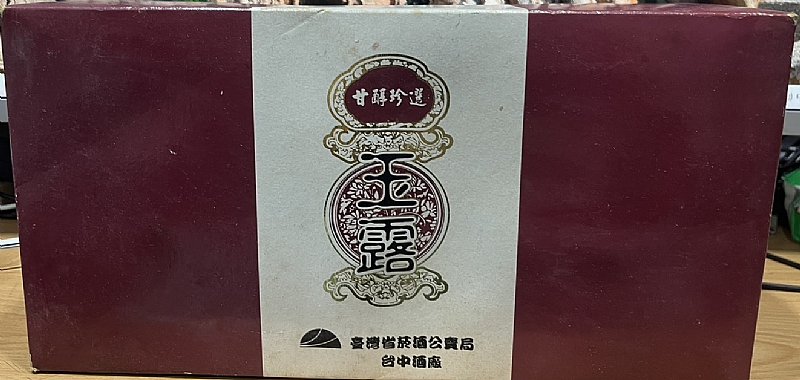 甘醇珍選
玉露
臺灣省菸酒公賣局
台中酒廠